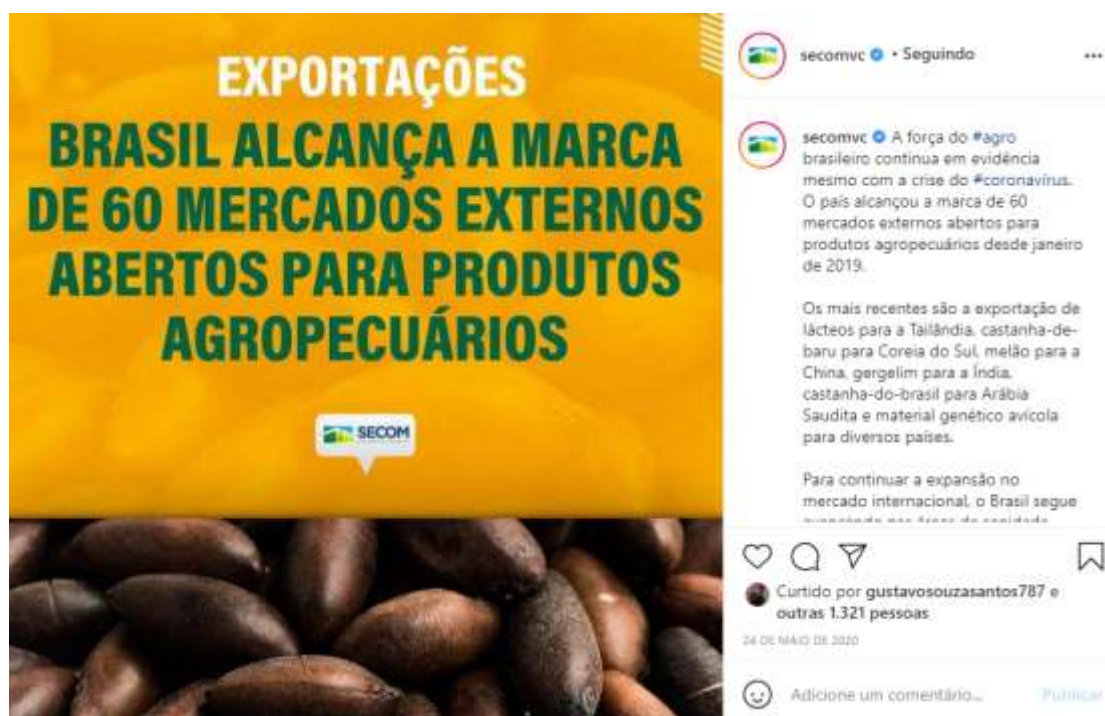 EXPORTAÇÕES
BRASIL ALCANÇA A MARCA
DE 60 MERCADOS EXTERNOS
ABERTOS PARA PRODUTOS
AGROPECUÁRIOS
SECOM
secomvc • Seguindo
secomvc A força do #agro
brasileiro continua em evidência
mesmo com a crise do #coronavírus.
O país alcançou a marca de 60
mercados externos abertos para
produtos agropecuários desde janeiro
de 2019.
Os mais recentes são a exportação de
lácteos para a Tailândia, castanha-de-
baru para Coreia do Sul, melão para a
China, gergelim para a Índia,
castanha-do-brasil para Arábia
Saudita e material genético avícola
para diversos países.
Para continuar a expansão no
mercado internacional, o Brasil segue
Curtido por gustavosouzasantos787 e
outras 1.321 pessoas
24 DE MAIO DE 2020
Adicione um comentário...
Publicar